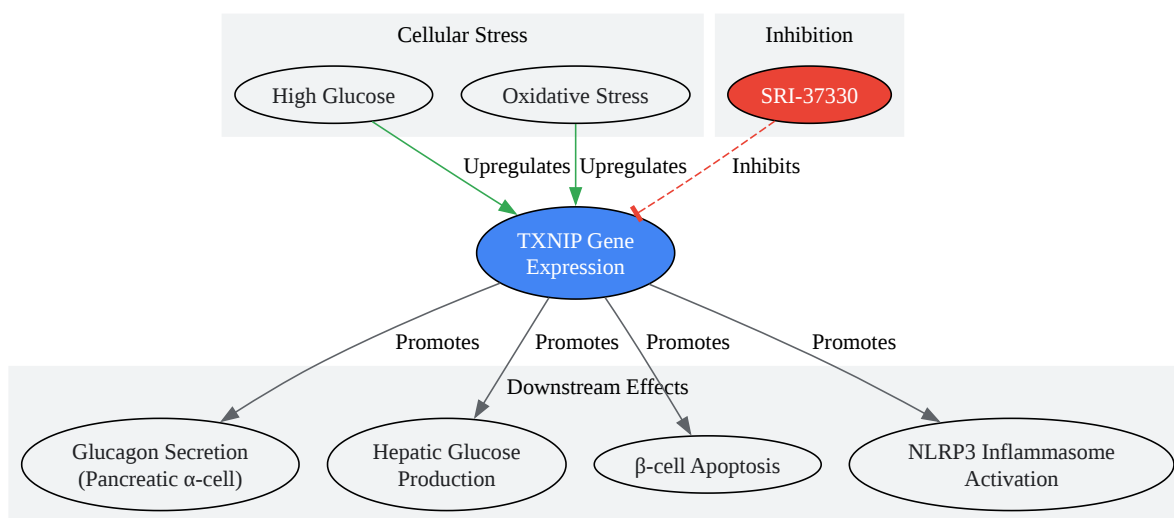 Cellular Stress
Inhibition
High Glucose
Oxidative Stress
SRI-37330
Upregulates
Upregulates
Inhibits
TXNIP Gene
Expression
Promotes
Promotes
Promotes
Promotes
Downstream Effects
Glucagon Secretion
(Pancreatic α-cell)
Hepatic Glucose
Production
β-cell Apoptosis
NLRP3 Inflammasome
Activation